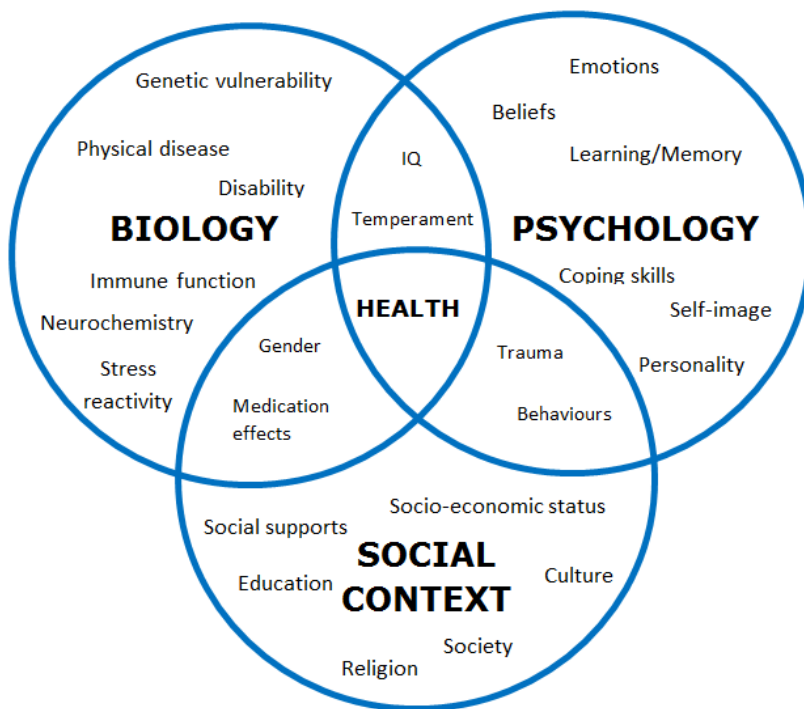 Genetic vulnerability
Emotions
Beliefs
Physical disease
IQ
Learning/Memory
Disability
Temperament
BIOLOGY
PSYCHOLOGY
Immune function
Coping skills
HEALTH
Neurochemistry
Self-image
Gender
Trauma
Stress
reactivity
Personality
Medication
effects
Behaviours
Social supports
Socio-economic status
SOCIAL
CONTEXT
Education
Culture
Society
Religion